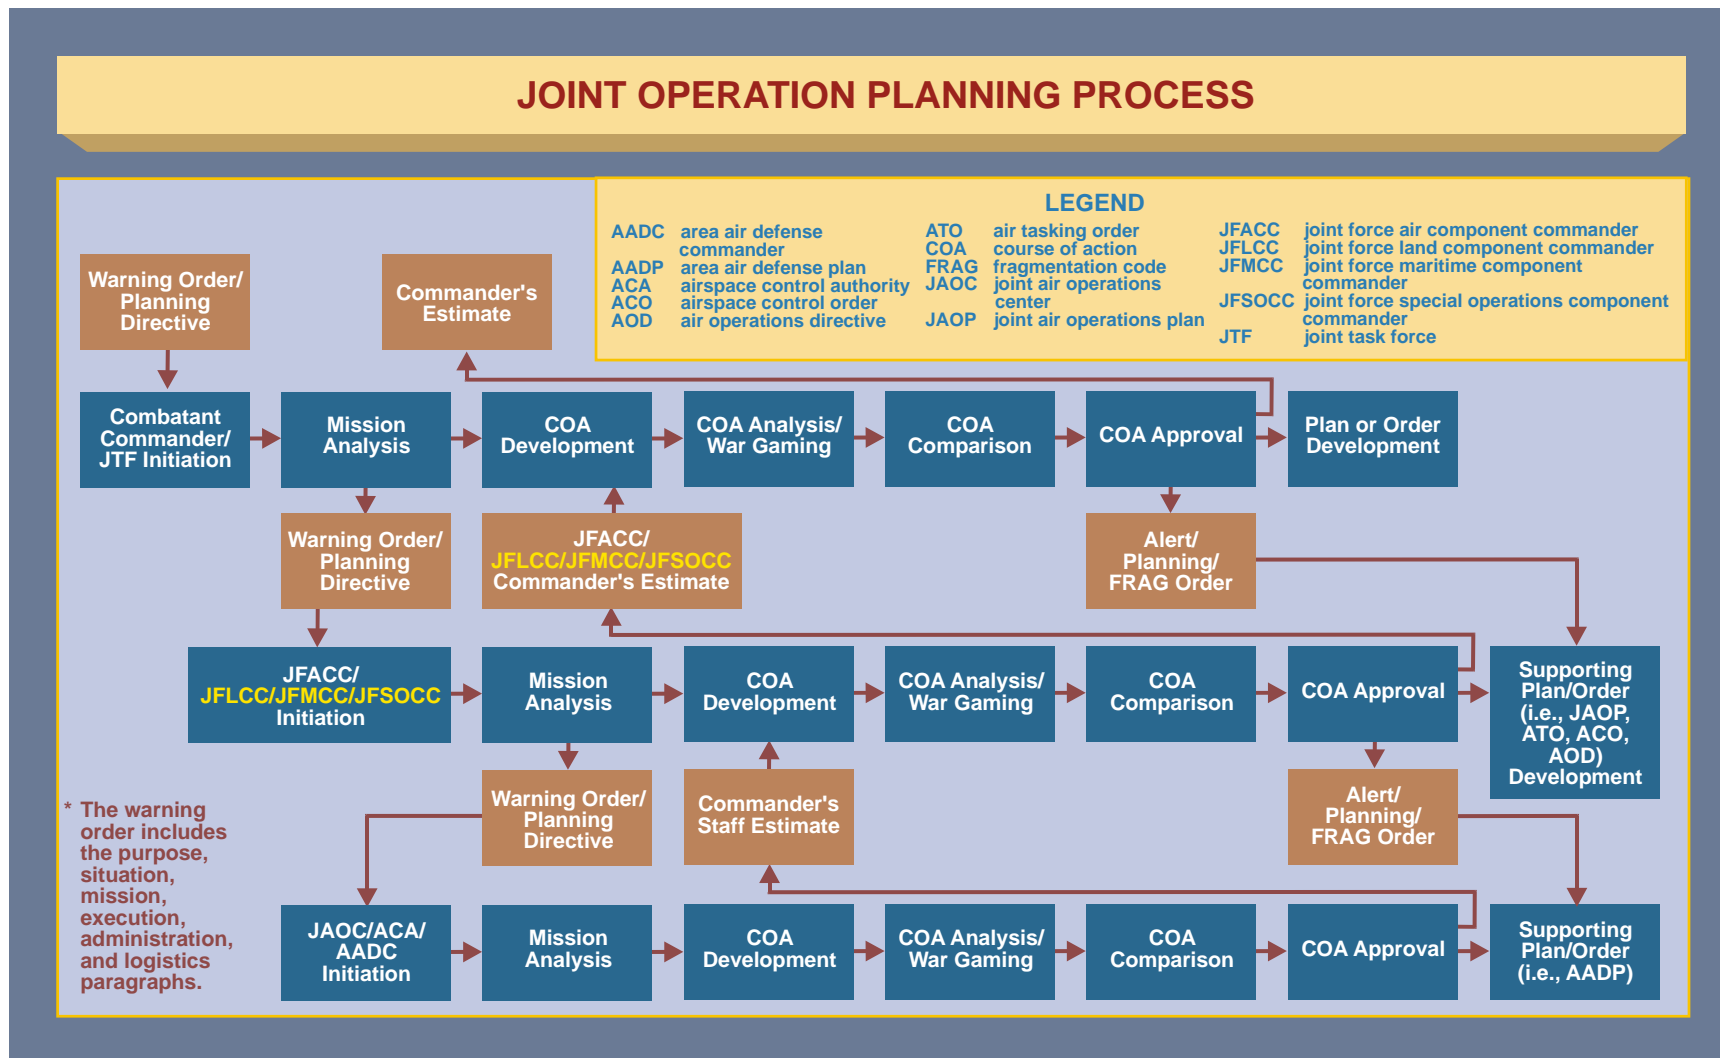 JOINT OPERATION PLANNING PROCESS
LEGEND
AADC area air defense
commander
AADP area air defense plan
ACA airspace control authority
ACO airspace control order
AOD air operations directive
ATO air tasking order
COA course of action
FRAG fragmentation code
JAOC joint air operations
center
JAOP joint air operations plan
JFACC joint force air component commander
JFLCC joint force land component commander
JFMCC joint force maritime component
commander
JFSOCC joint force special operations component
commander
JTF joint task force
Warning Order/
Planning
Directive
Commander's
Estimate
Combatant
Commander/
JTF Initiation
Mission
Analysis
COA
Development
COA Analysis/
War Gaming
COA
Comparison
COA Approval
Plan or Order
Development
Warning Order/
Planning
Directive
JFACC/
JFLCC/JFMCC/JFSOCC
Commander's Estimate
Alert/
Planning/
FRAG Order
JFACC/
JFLCC/JFMCC/JFSOCC
Initiation
Mission
Analysis
COA
Development
COA Analysis/
War Gaming
COA
Comparison
COA Approval
Supporting
Plan/Order
(i.e., JAOP,
ATO, ACO,
AOD)
Development
Warning Order/
Planning
Directive
Commander's
Staff Estimate
Alert/
Planning/
FRAG Order
* The warning
order includes
the purpose,
situation,
mission,
execution,
administration,
and logistics
paragraphs.
JAOC/ACA/
AADC
Initiation
Mission
Analysis
COA
Development
COA Analysis/
War Gaming
COA
Comparison
COA Approval
Supporting
Plan/Order
(i.e., AADP)